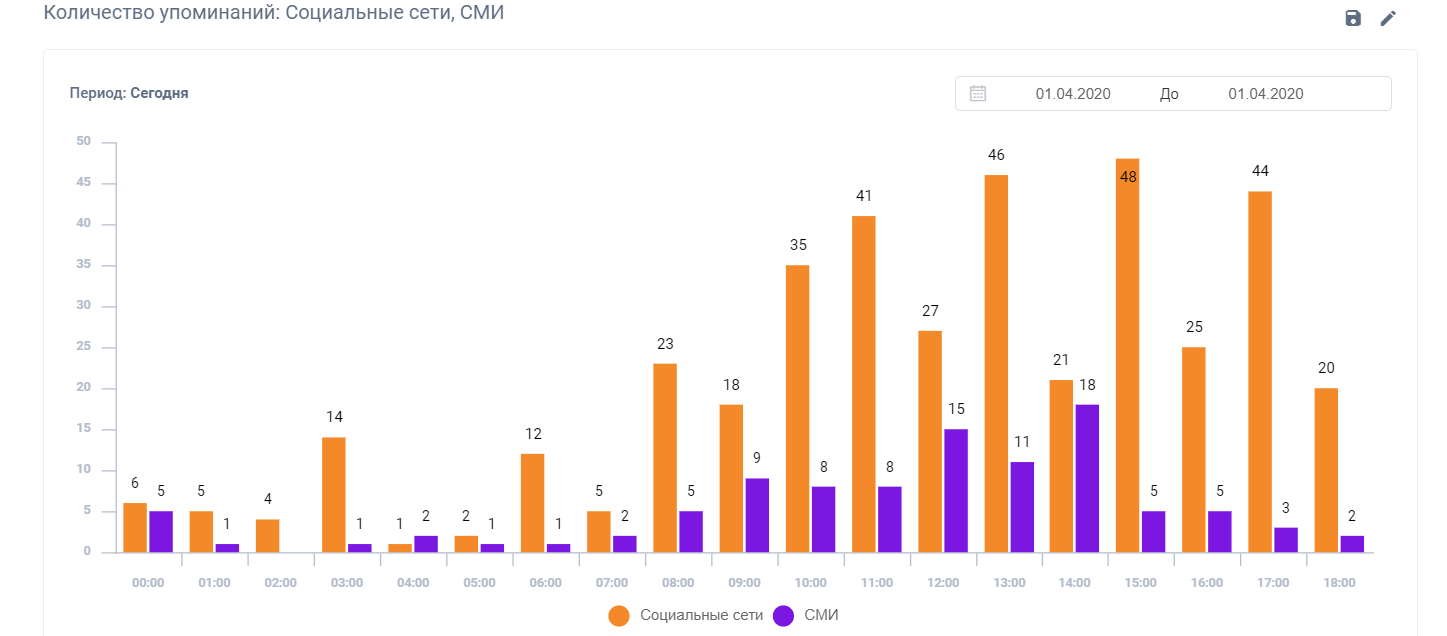 Количество упоминаний: Социальные сети, СМИ
Период: Сегодня
01.04.2020 До 01.04.2020
50
45
40
35
30
25
20
15
10
5
0
6 5 5 1 4 14 1 1 2 2 1 12 1 5 2 23 5 18 9 35 8 41 8 27 15 46 11 21 18 48 5 25 5 44 3 20 2
00:00 01:00 02:00 03:00 04:00 05:00 06:00 07:00 08:00 09:00 10:00 11:00 12:00 13:00 14:00 15:00 16:00 17:00 18:00
Социальные сети СМИ